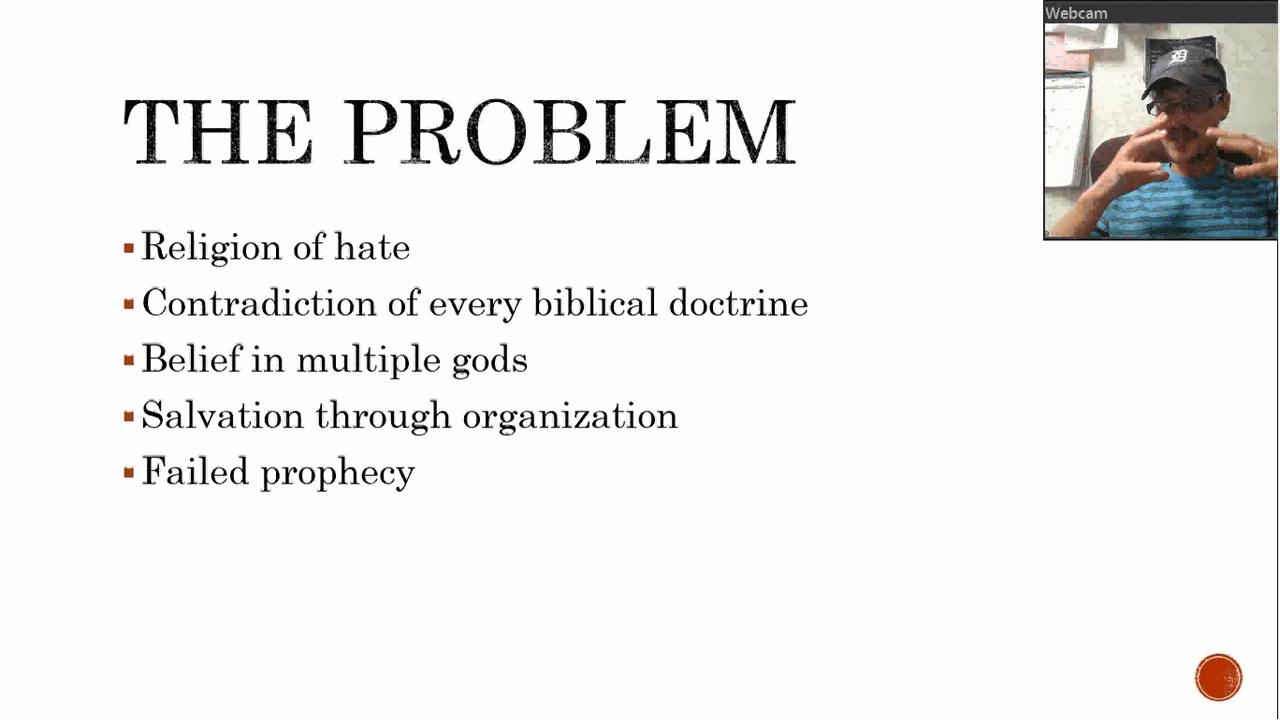 Webcam
THE PROBLEM
Religion of hate
Contradiction of every biblical doctrine
Belief in multiple gods
Salvation through organization
Failed prophecy